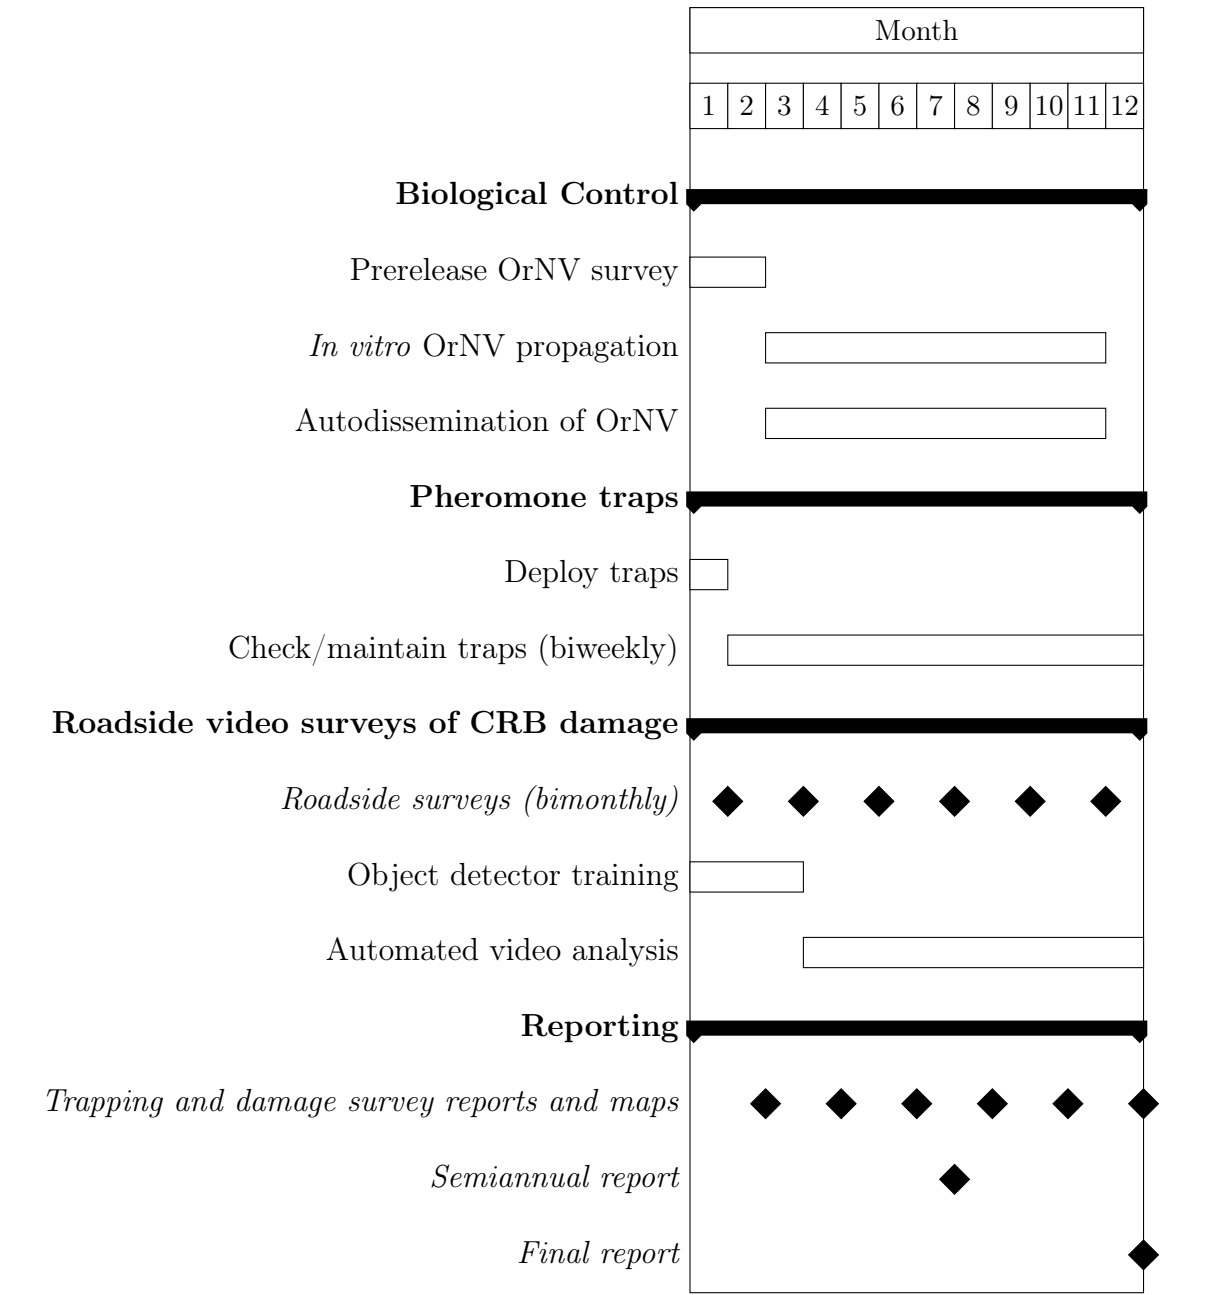 Month
1 2 3 4 5 6 7 8 9 10 11 12
Biological Control
Prerelease OrNV survey
In vitro OrNV propagation
Autodissemination of OrNV
Pheromone traps
Deploy traps
Check/maintain traps (biweekly)
Roadside video surveys of CRB damage
Roadside surveys (bimonthly)
Object detector training
Automated video analysis
Reporting
Trapping and damage survey reports and maps
Semiannual report
Final report